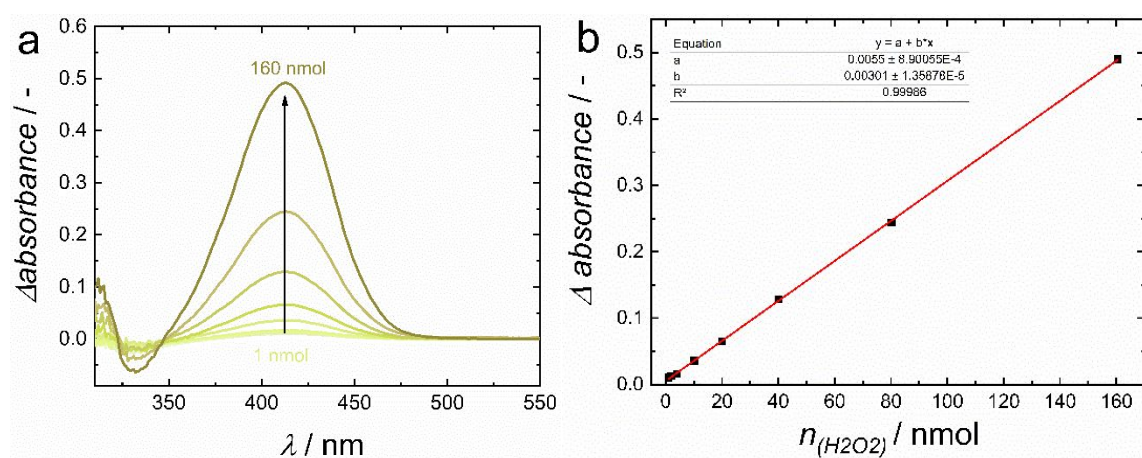 a
0.6
0.5
0.4
0.3
0.2
0.1
0.0
Δabsorbance / -
160 nmol
1 nmol
350 400 450 500 550
λ / nm
b
0.5
0.4
0.3
0.2
0.1
0.0
Δ absorbance / -
Equation y = a + b*x
a 0.0055 ± 8.90055E-4
b 0.00301 ± 1.35878E-5
R² 0.99986
0 20 40 60 80 100 120 140 160
n(H2O2) / nmol